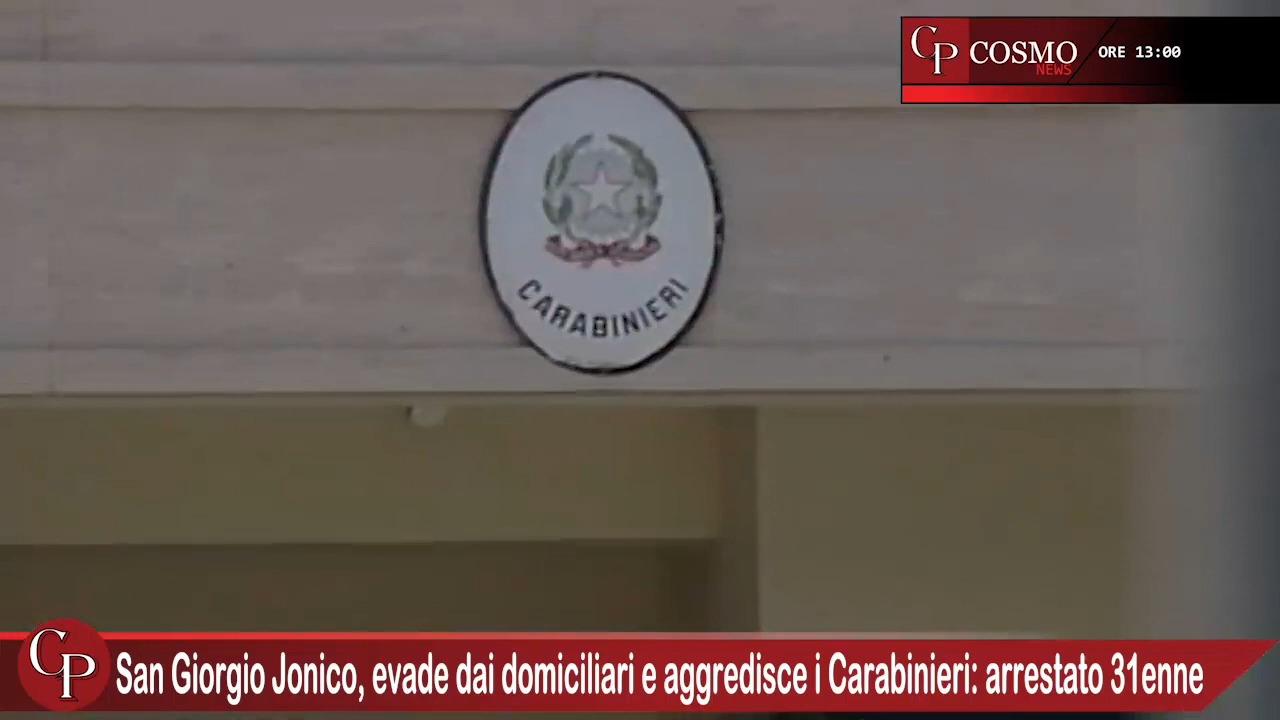 CP COSMO ORE 13:00
NEWS
CARABINIERI
CP San Giorgio Jonico, evade dai domiciliari e aggredisce i Carabinieri: arrestato 31enne